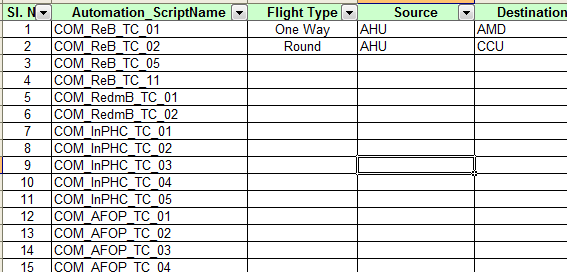 Sl. N Automation_ScriptName Flight Type Source Destination
1 COM_ReB_TC_01 One Way AHU AMD
2 COM_ReB_TC_02 Round AHU CCU
3 COM_ReB_TC_05
4 COM_ReB_TC_11
5 COM_RedmB_TC_01
6 COM_RedmB_TC_02
7 COM_InPHC_TC_01
8 COM_InPHC_TC_02
9 COM_InPHC_TC_03
10 COM_InPHC_TC_04
11 COM_InPHC_TC_05
12 COM_AFOP_TC_01
13 COM_AFOP_TC_02
14 COM_AFOP_TC_03
15 COM_AFOP_TC_04